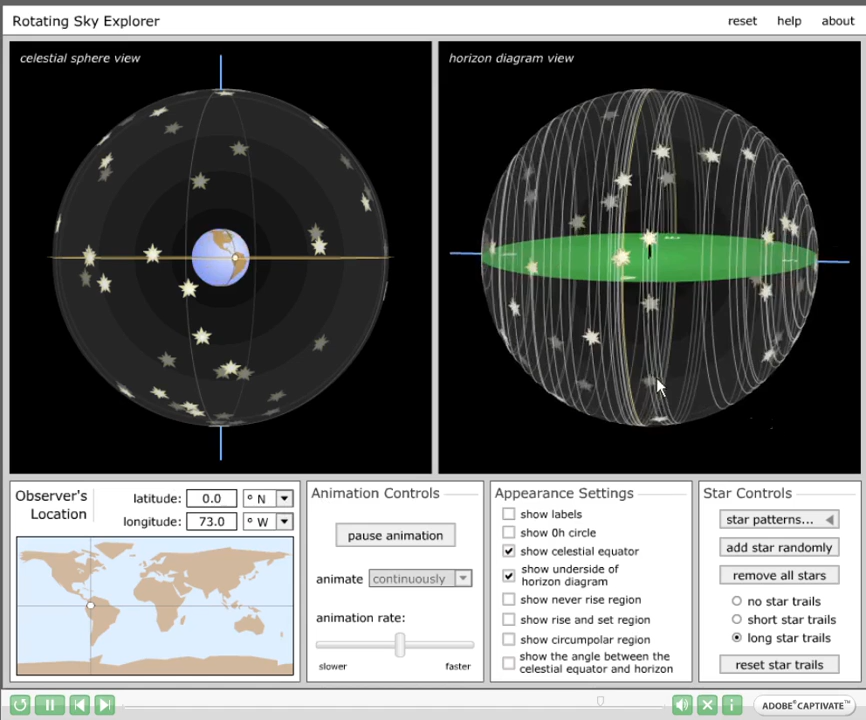 Rotating Sky Explorer
reset help about
celestial sphere view
horizon diagram view
Observer's
Location
latitude: 0.0 ° N
longitude: 73.0 ° W
Animation Controls
pause animation
animate continuously
animation rate:
slower faster
Appearance Settings
show labels
show 0h circle
show celestial equator
show underside of
horizon diagram
show never rise region
show rise and set region
show circumpolar region
show the angle between the
celestial equator and horizon
Star Controls
star patterns...
add star randomly
remove all stars
no star trails
short star trails
long star trails
reset star trails
ADOBE® CAPTIVATE™